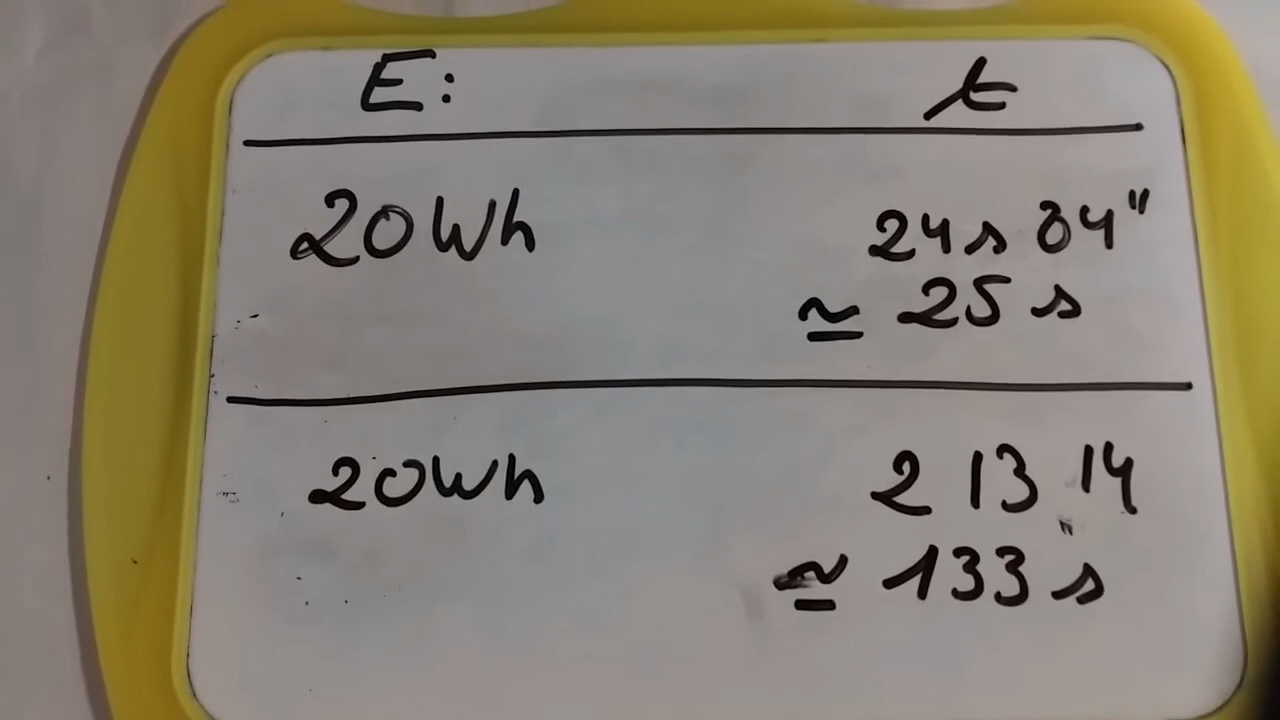 E: t
20Wh 24s 04"
≃ 25 s
20Wh 2 13 14
" 
≃ 133 s